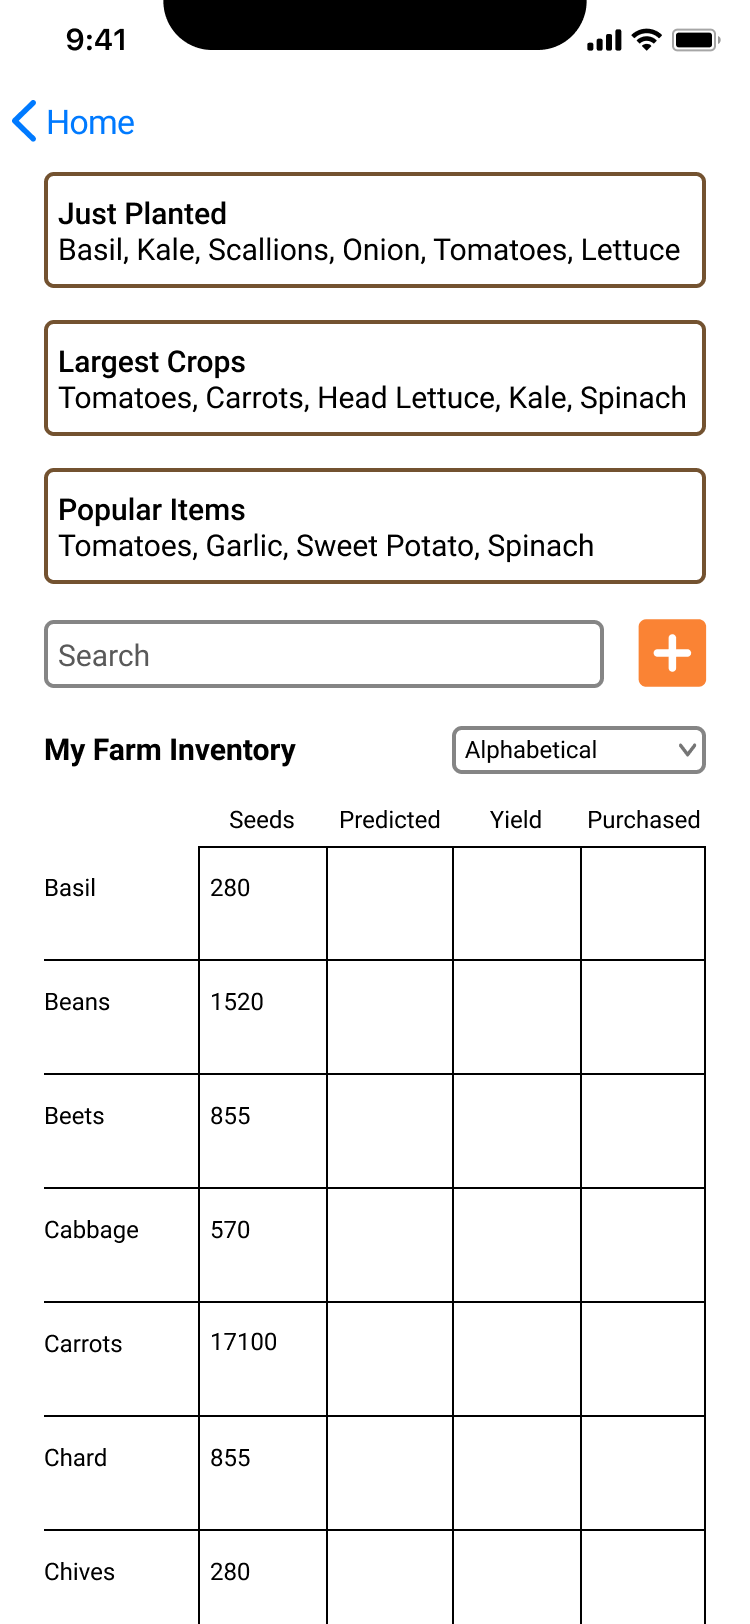 9:41
Home
Just Planted
Basil, Kale, Scallions, Onion, Tomatoes, Lettuce
Largest Crops
Tomatoes, Carrots, Head Lettuce, Kale, Spinach
Popular Items
Tomatoes, Garlic, Sweet Potato, Spinach
Search
My Farm Inventory Alphabetical
Seeds Predicted Yield Purchased
Basil 280
Beans 1520
Beets 855
Cabbage 570
Carrots 17100
Chard 855
Chives 280